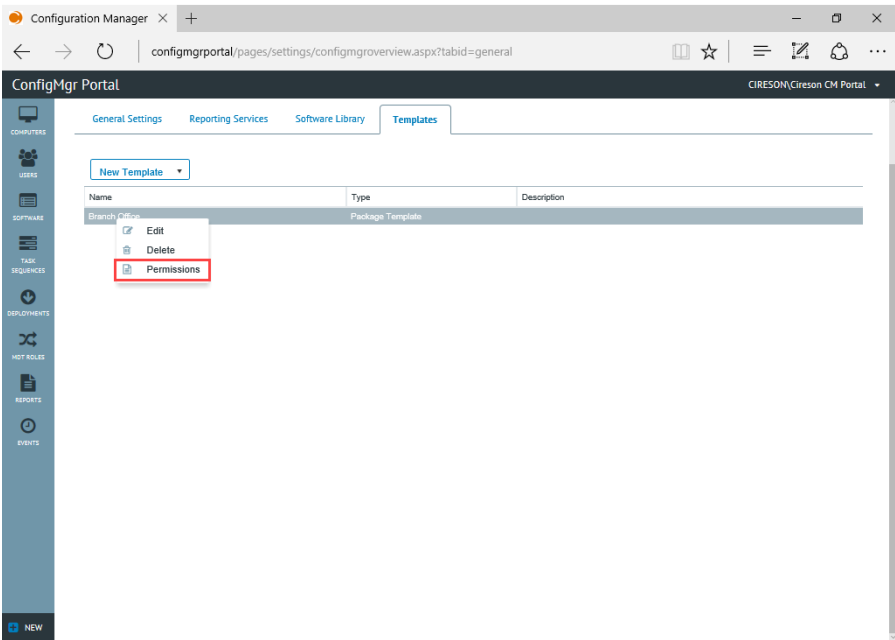 Configuration Manager
configmgrportal/pages/settings/configmgroverview.aspx?tabid=general
ConfigMgr Portal
CIRESON\Cireson CM Portal
COMPUTERS
USERS
SOFTWARE
TASK
SEQUENCES
DEPLOYMENTS
MDT ROLES
REPORTS
EVENTS
NEW
General Settings Reporting Services Software Library Templates
New Template
Name Type Description
Branch Office Package Template
Edit
Delete
Permissions